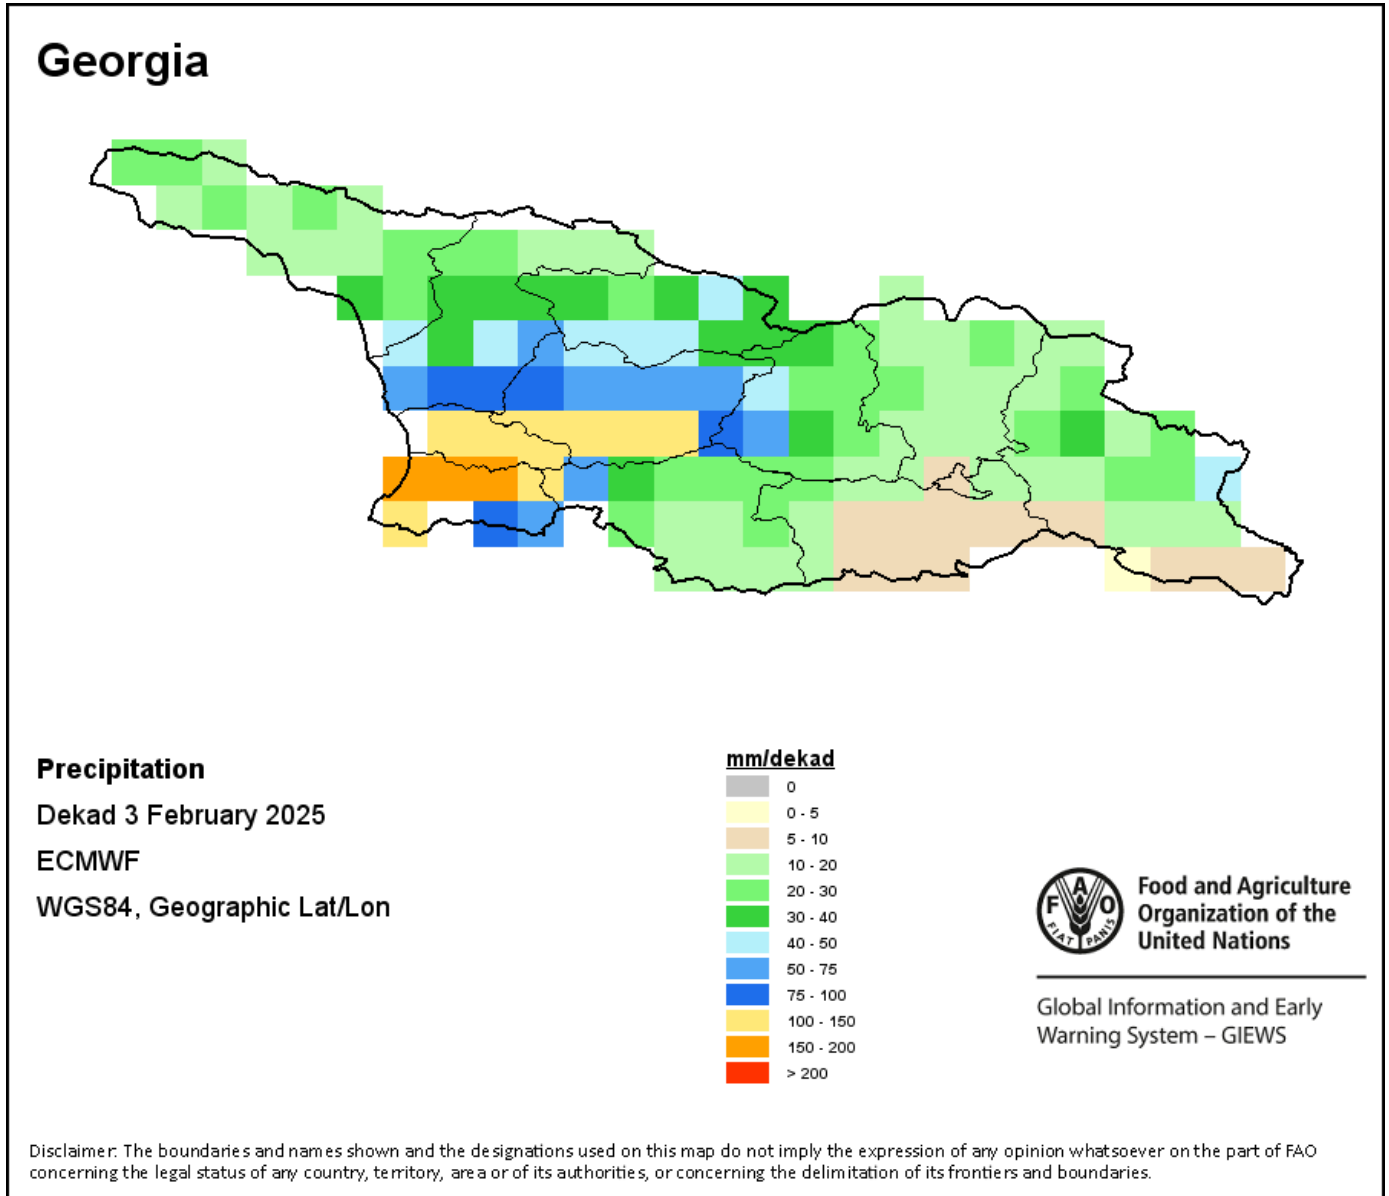 Georgia
Precipitation
Dekad 3 February 2025
ECMWF
WGS84, Geographic Lat/Lon
mm/dekad
0
0 - 5
5 - 10
10 - 20
20 - 30
30 - 40
40 - 50
50 - 75
75 - 100
100 - 150
150 - 200
> 200
F A O
FIAT PANIS
Food and Agriculture
Organization of the
United Nations
Global Information and Early
Warning System – GIEWS
Disclaimer: The boundaries and names shown and the designations used on this map do not imply the expression of any opinion whatsoever on the part of FAO
concerning the legal status of any country, territory, area or of its authorities, or concerning the delimitation of its frontiers and boundaries.